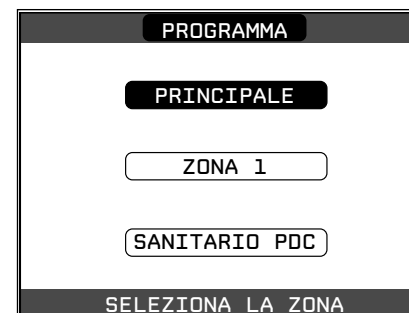 PROGRAMMA
PRINCIPALE
ZONA 1
SANITARIO PDC
SELEZIONA LA ZONA